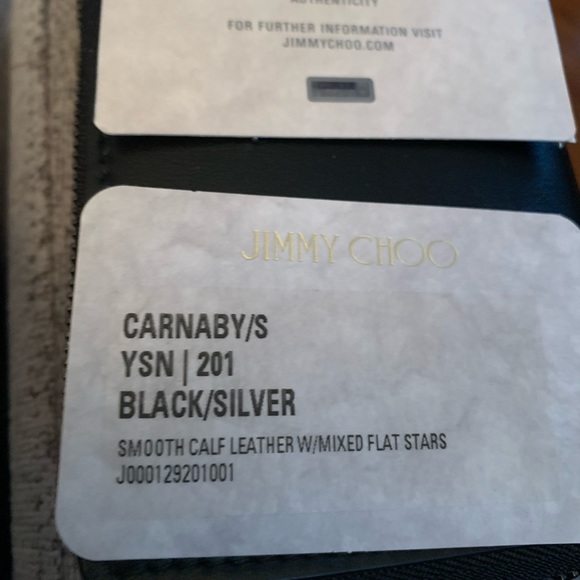 AUTHENTICITY
FOR FURTHER INFORMATION VISIT
JIMMYCHOO.COM
JIMMY CHOO
CARNABY/S
YSN | 201
BLACK/SILVER
SMOOTH CALF LEATHER W/MIXED FLAT STARS
J000129201001